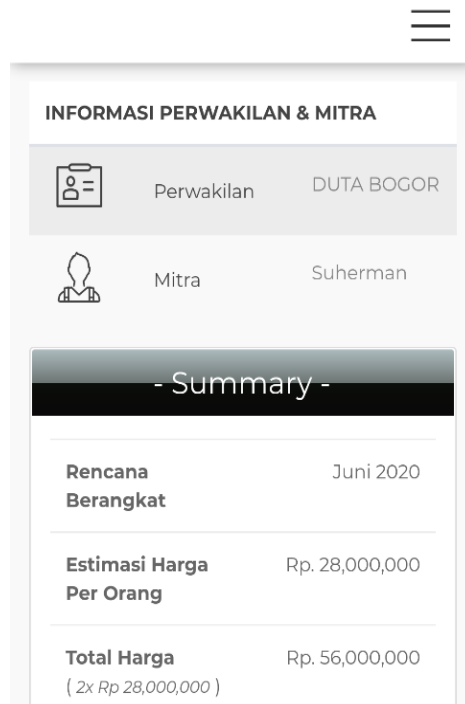 INFORMASI PERWAKILAN & MITRA
Perwakilan DUTA BOGOR
Mitra Suherman
- Summary -
Rencana Berangkat Juni 2020
Estimasi Harga Per Orang Rp. 28,000,000
Total Harga Rp. 56,000,000
( 2x Rp 28,000,000 )